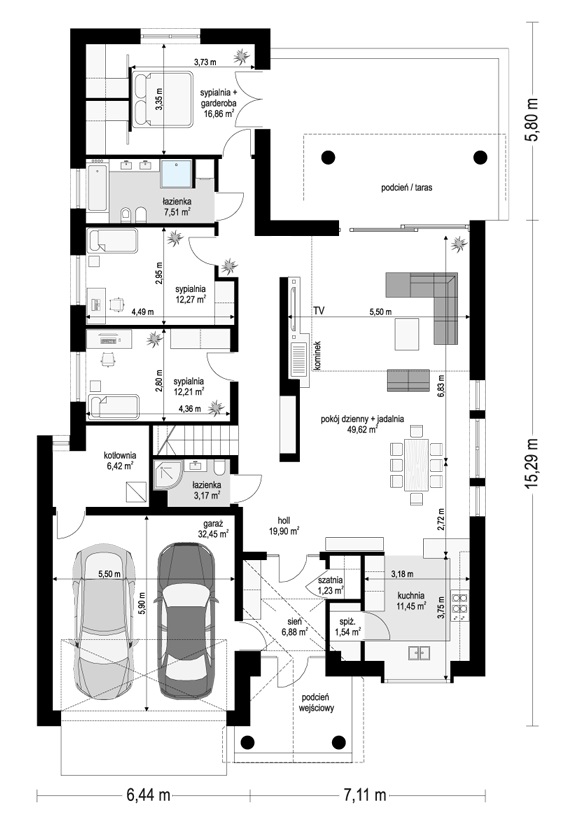 5,80 m
15,29 m
podcień / taras
6,83 m
2,72 m
3,75 m
kuchnia
11,45 m²
3,18 m
5,50 m
pokój dzienny + jadalnia
49,62 m²
TV
kominek
szatnia
1,23 m²
spiż.
1,54 m²
sień
6,88 m²
podcień
wejściowy
7,11 m
holl
19,90 m²
3,73 m
sypialnia +
garderoba
16,86 m²
3,35 m
łazienka
7,51 m²
sypialnia
12,27 m²
2,95 m
4,49 m
sypialnia
12,21 m²
4,36 m
2,80 m
łazienka
3,17 m²
garaż
32,45 m²
5,90 m
5,50 m
kotłownia
6,42 m²
6,44 m